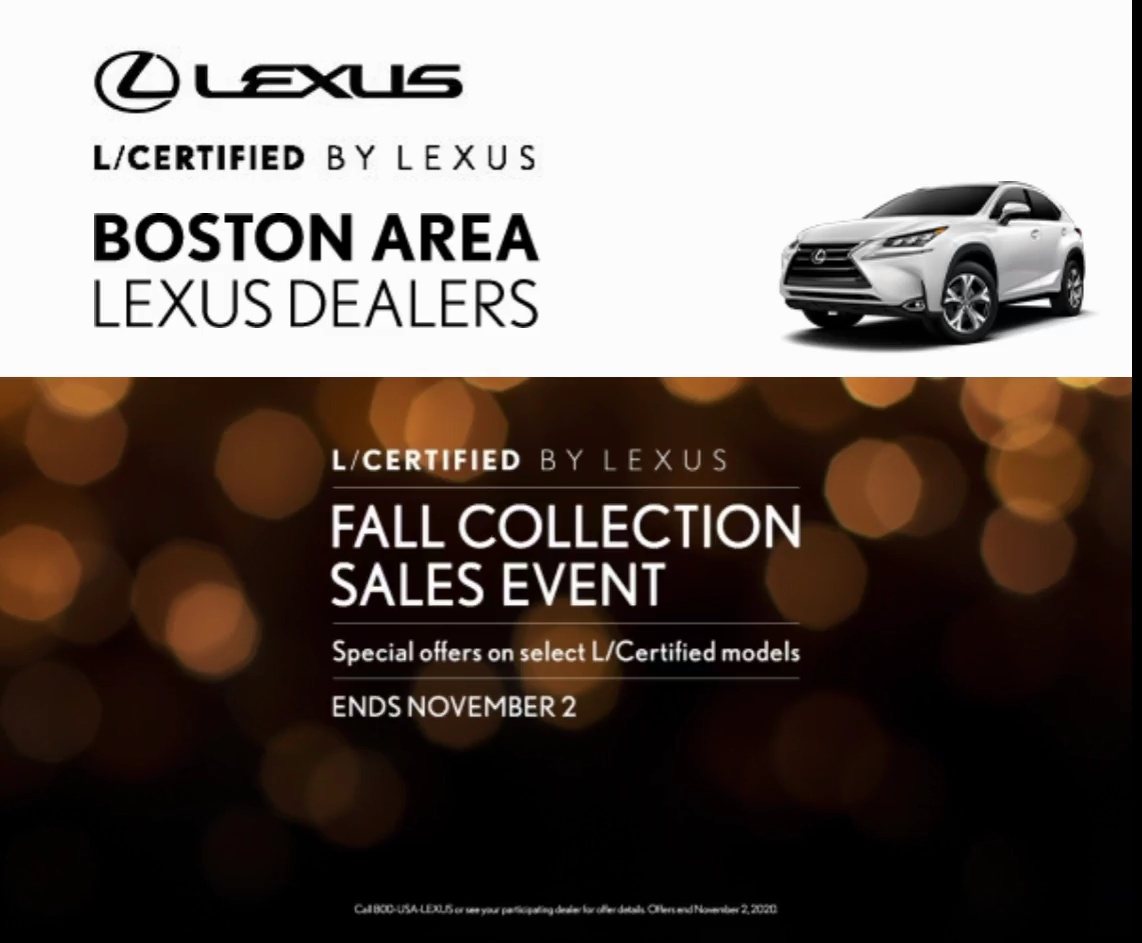 LEXUS
L/CERTIFIED BY LEXUS
BOSTON AREA
LEXUS DEALERS
L/CERTIFIED BY LEXUS
FALL COLLECTION
SALES EVENT
Special offers on select L/Certified models
ENDS NOVEMBER 2
Call 800-USA-LEXUS or see your participating dealer for offer details. Offers end November 2, 2020.